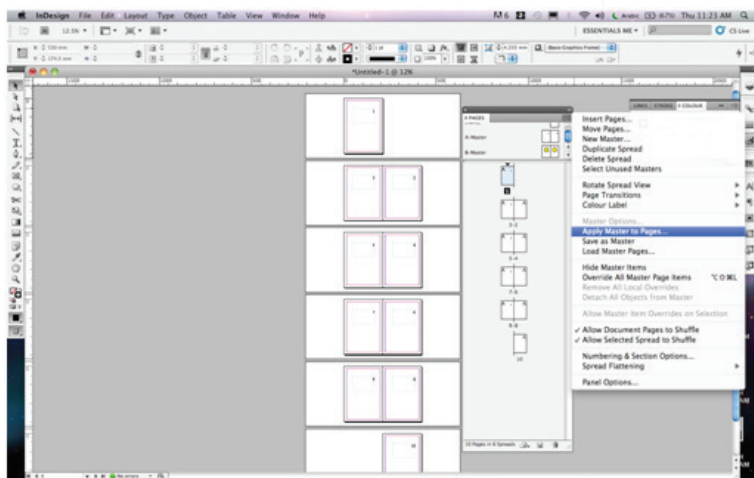 InDesign File Edit Layout Type Object Table View Window Help
Arabic
Thu 11:23 AM
12.5%
ESSENTIALS ME
CS Live
*Untitled-1 @ 12%
LINKS STROKE COLOUR
PAGES
A-Master
B-Master
3-2
5-4
7-6
9-8
10
10 Pages in 6 Spreads
Insert Pages...
Move Pages...
New Master...
Duplicate Spread
Delete Spread
Select Unused Masters
Rotate Spread View
Page Transitions
Colour Label
Master Options...
Apply Master to Pages...
Save as Master
Load Master Pages...
Hide Master Items
Override All Master Page Items
Remove All Local Overrides
Detach All Objects from Master
Allow Master Item Overrides on Selection
Allow Document Pages to Shuffle
Allow Selected Spread to Shuffle
Numbering & Section Options...
Spread Flattening
Panel Options...
No errors